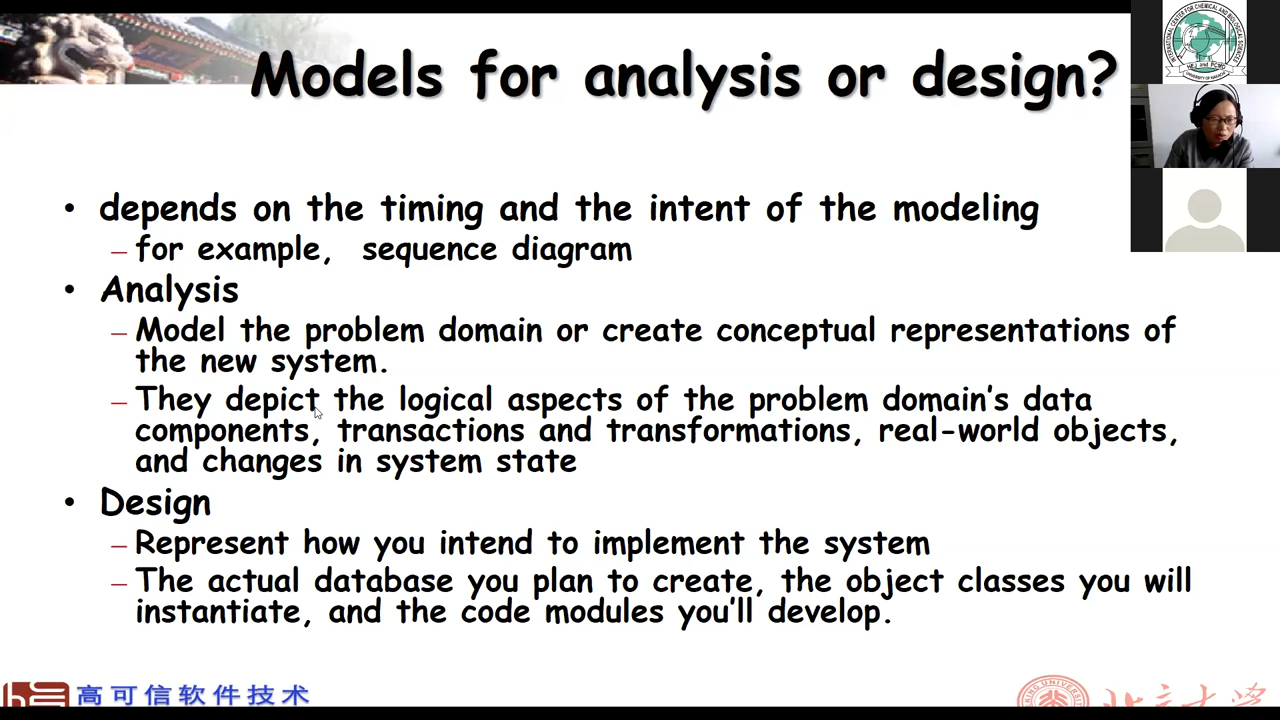 Models for analysis or design?
• depends on the timing and the intent of the modeling
– for example, sequence diagram
• Analysis
– Model the problem domain or create conceptual representations of
the new system.
– They depict the logical aspects of the problem domain's data
components, transactions and transformations, real-world objects,
and changes in system state
• Design
– Represent how you intend to implement the system
– The actual database you plan to create, the object classes you will
instantiate, and the code modules you'll develop.
高可信软件技术
北京大学